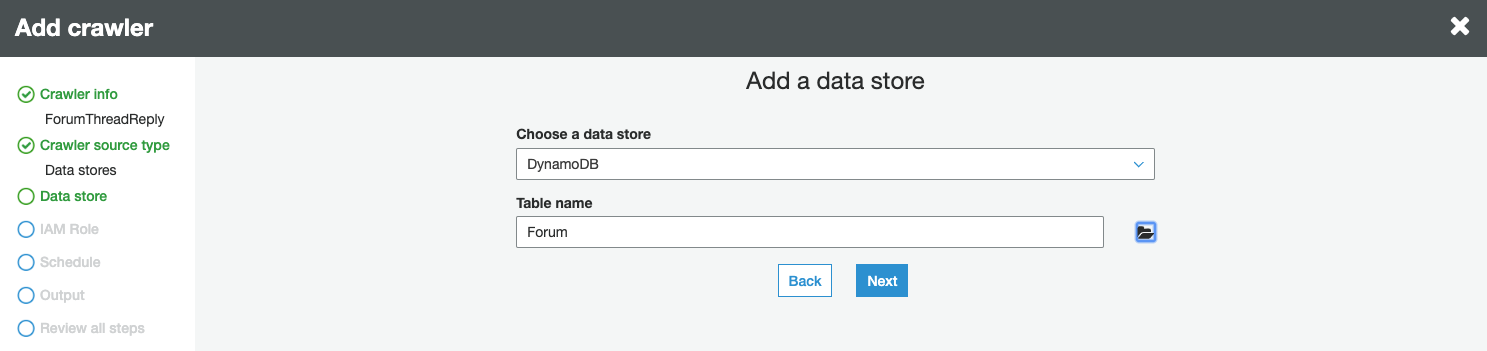 Add crawler
Crawler info
ForumThreadReply
Crawler source type
Data stores
Data store
IAM Role
Schedule
Output
Review all steps
Add a data store
Choose a data store
DynamoDB
Table name
Forum
Back
Next